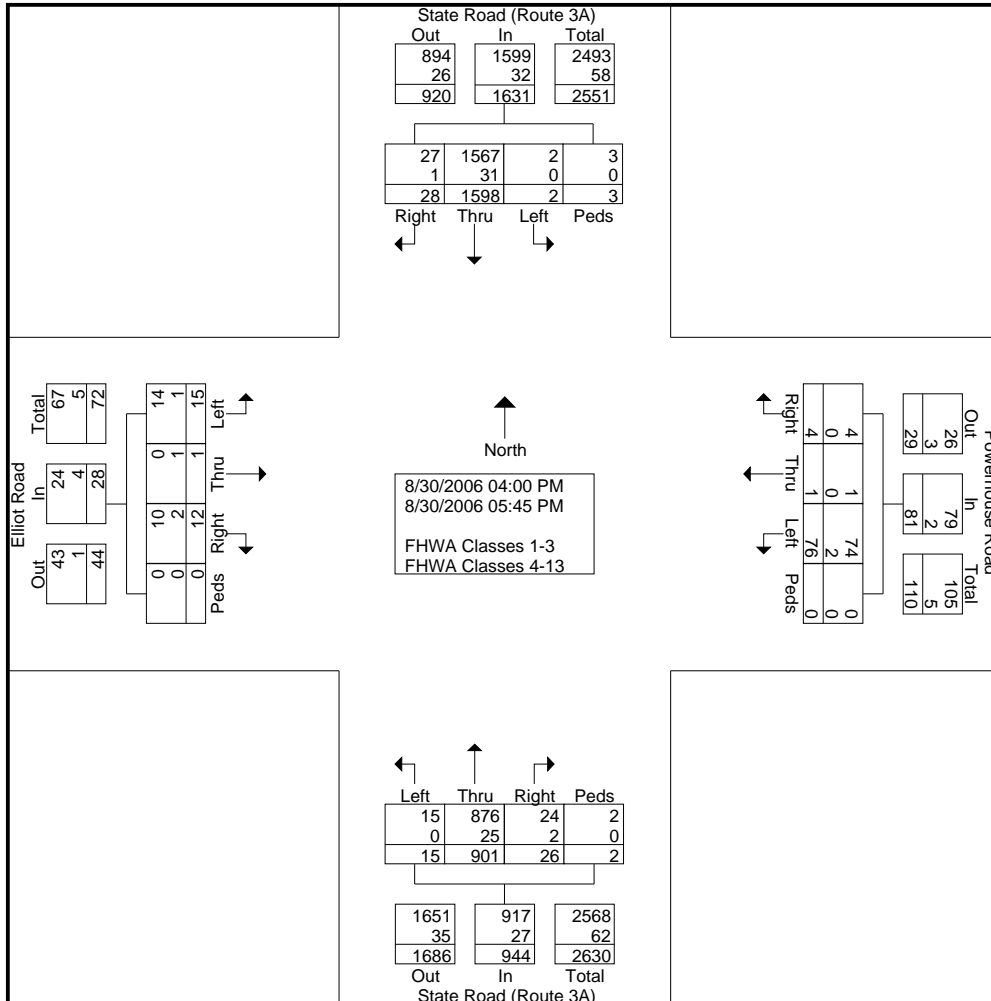 State Road (Route 3A)
Out In Total
894 1599 2493
26 32 58
920 1631 2551
27 1567 2 3
1 31 0 0
28 1598 2 3
Right Thru Left Peds
Elliot Road
Total In Out
67 24 43
5 4 1
72 28 44
14 0 10 0
1 1 2 0
15 1 12 0
Left Thru Right Peds
North
8/30/2006 04:00 PM
8/30/2006 05:45 PM
FHWA Classes 1-3
FHWA Classes 4-13
Right Thru Left Peds
4 1 76 0
0 0 2 0
4 1 74 0
29 81 110
3 2 5
26 79 105
Out In Total
Powerhouse Road
Left Thru Right Peds
15 876 24 2
0 25 2 0
15 901 26 2
1651 917 2568
35 27 62
1686 944 2630
Out In Total
State Road (Route 3A)